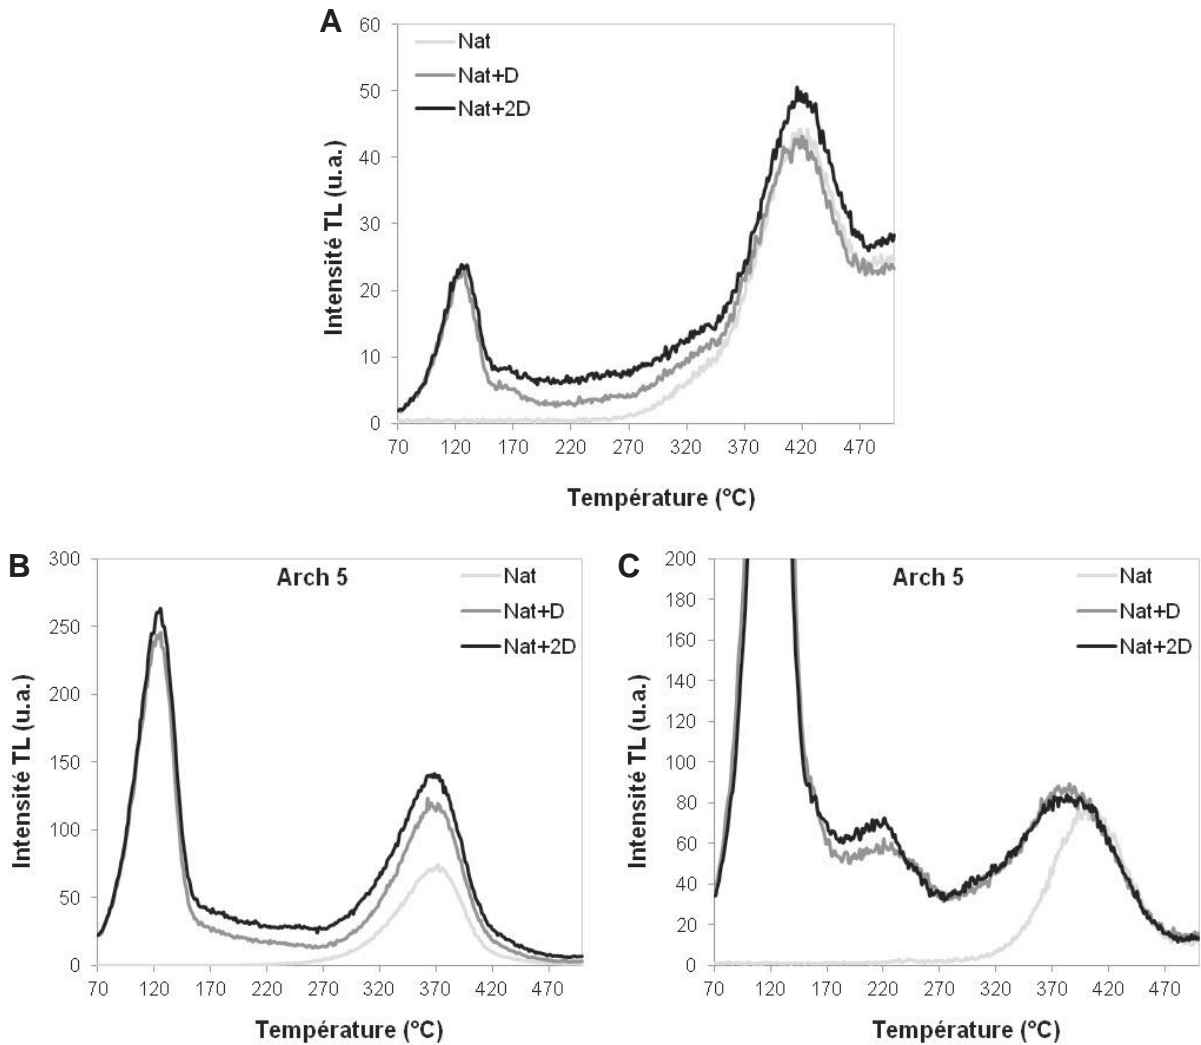 A
Nat
Nat+D
Nat+2D
60
50
40
30
20
10
0
Intensité TL (u.a.)
70 120 170 220 270 320 370 420 470
Température (°C)
B
Arch 5
Nat
Nat+D
Nat+2D
300
250
200
150
100
50
0
Intensité TL (u.a.)
70 120 170 220 270 320 370 420 470
Température (°C)
C
Arch 5
Nat
Nat+D
Nat+2D
200
180
160
140
120
100
80
60
40
20
0
Intensité TL (u.a.)
70 120 170 220 270 320 370 420 470
Température (°C)